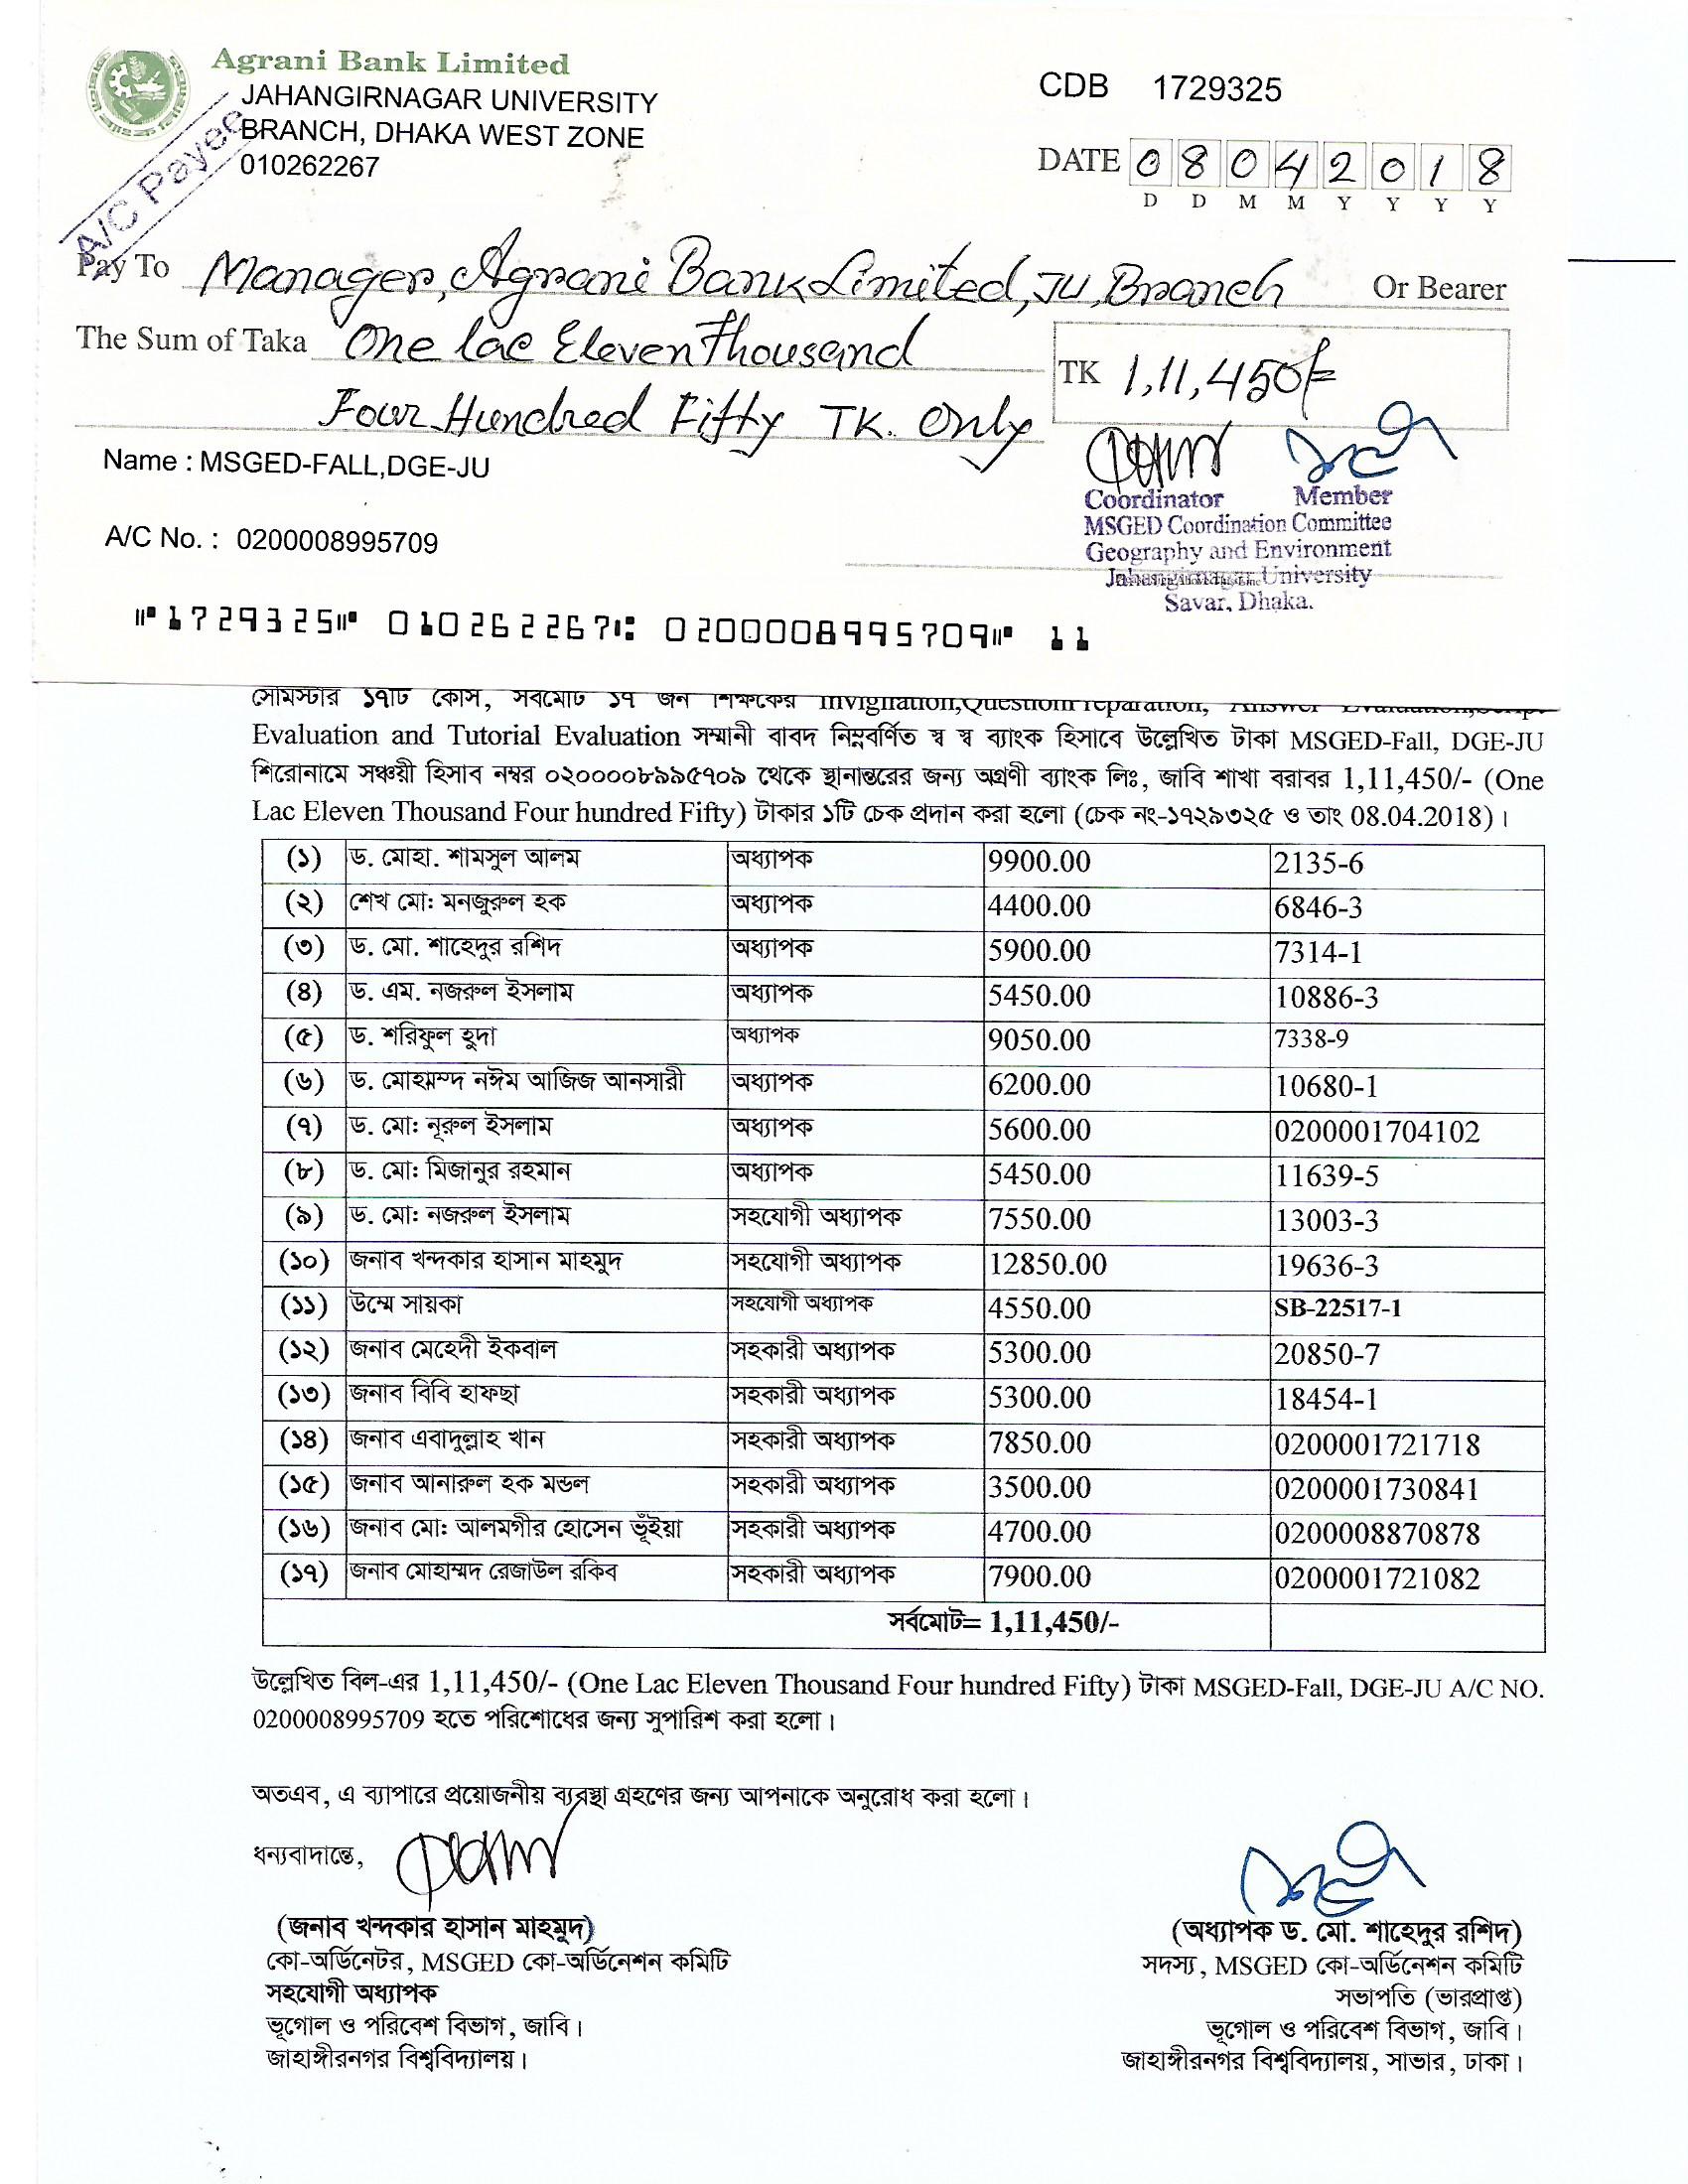 Agrani Bank Limited
JAHANGIRNAGAR UNIVERSITY
BRANCH, DHAKA WEST ZONE
010262267
A/C Payee
CDB 1729325
DATE 0 8 0 4 2 0 1 8
D D M M Y Y Y Y
Pay To Manager, Agrani Bank Limited, JU, Branch Or Bearer
The Sum of Taka One lac Eleven Thousand
Four Hundred Fifty TK. Only
TK 1,11,450/=
Name : MSGED-FALL,DGE-JU
A/C No. : 0200008995709
Coordinator Member
MSGED Coordination Committee
Geography and Environment
Jahangirnagar University
Savar, Dhaka.
⑈1729325⑈ 010262267⑆ 0200008995709⑈ 11
সেমিস্টার ১৭টি কোর্স, সর্বমোট ১৭ জন শিক্ষকের Invigilation,Question Preparation,
Evaluation and Tutorial Evaluation সম্মানী বাবদ নিম্নবর্ণিত স্ব স্ব ব্যাংক হিসাবে উল্লেখিত টাকা MSGED-Fall, DGE-JU
শিরোনামে সঞ্চয়ী হিসাব নম্বর ০২০০০০৮৯৯৫৭০৯ থেকে স্থানান্তরের জন্য অগ্রণী ব্যাংক লিঃ, জাবি শাখা বরাবর 1,11,450/- (One
Lac Eleven Thousand Four hundred Fifty) টাকার ১টি চেক প্রদান করা হলো (চেক নং-১৭২৯৩২৫ ও তাং 08.04.2018)।
(১) ড. মোহা. শামসুল আলম অধ্যাপক 9900.00 2135-6
(২) শেখ মো: মনজুরুল হক অধ্যাপক 4400.00 6846-3
(৩) ড. মো. শাহেদুর রশিদ অধ্যাপক 5900.00 7314-1
(৪) ড. এম. নজরুল ইসলাম অধ্যাপক 5450.00 10886-3
(৫) ড. শরিফুল হুদা অধ্যাপক 9050.00 7338-9
(৬) ড. মোহাম্মদ নঈম আজিজ আনসারী অধ্যাপক 6200.00 10680-1
(৭) ড. মো: নূরুল ইসলাম অধ্যাপক 5600.00 0200001704102
(৮) ড. মো: মিজানুর রহমান অধ্যাপক 5450.00 11639-5
(৯) ড. মো: নজরুল ইসলাম সহযোগী অধ্যাপক 7550.00 13003-3
(১০) জনাব খন্দকার হাসান মাহমুদ সহযোগী অধ্যাপক 12850.00 19636-3
(১১) উম্মে সায়কা সহযোগী অধ্যাপক 4550.00 SB-22517-1
(১২) জনাব মেহেদী ইকবাল সহকারী অধ্যাপক 5300.00 20850-7
(১৩) জনাব বিবি হাফছা সহকারী অধ্যাপক 5300.00 18454-1
(১৪) জনাব এবাদুল্লাহ খান সহকারী অধ্যাপক 7850.00 0200001721718
(১৫) জনাব আনারুল হক মন্ডল সহকারী অধ্যাপক 3500.00 0200001730841
(১৬) জনাব মো: আলমগীর হোসেন ভূঁইয়া সহকারী অধ্যাপক 4700.00 0200008870878
(১৭) জনাব মোহাম্মদ রেজাউল রকিব সহকারী অধ্যাপক 7900.00 0200001721082
সর্বমোট= 1,11,450/-
উল্লেখিত বিল-এর 1,11,450/- (One Lac Eleven Thousand Four hundred Fifty) টাকা MSGED-Fall, DGE-JU A/C NO.
0200008995709 হতে পরিশোধের জন্য সুপারিশ করা হলো।
অতএব, এ ব্যাপারে প্রয়োজনীয় ব্যবস্থা গ্রহণের জন্য আপনাকে অনুরোধ করা হলো।
ধন্যবাদান্তে,
(জনাব খন্দকার হাসান মাহমুদ)
কো-অর্ডিনেটর, MSGED কো-অর্ডিনেশন কমিটি
সহযোগী অধ্যাপক
ভূগোল ও পরিবেশ বিভাগ, জাবি।
জাহাঙ্গীরনগর বিশ্ববিদ্যালয়।
(অধ্যাপক ড. মো. শাহেদুর রশিদ)
সদস্য, MSGED কো-অর্ডিনেশন কমিটি
সভাপতি (ভারপ্রাপ্ত)
ভূগোল ও পরিবেশ বিভাগ, জাবি।
জাহাঙ্গীরনগর বিশ্ববিদ্যালয়, সাভার, ঢাকা।